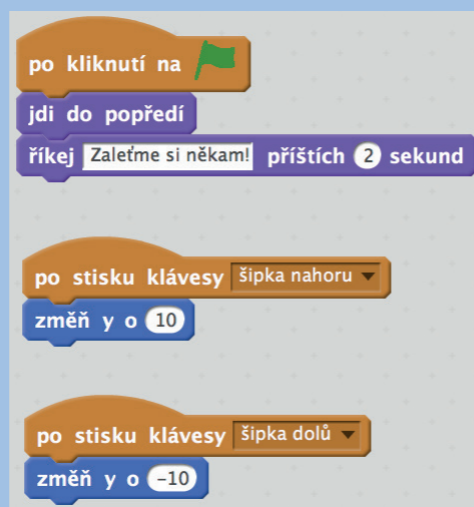 po kliknutí na
jdi do popředí
říkej Zaleťme si někam! příštích 2 sekund
po stisku klávesy šipka nahoru
změň y o 10
po stisku klávesy šipka dolů
změň y o -10